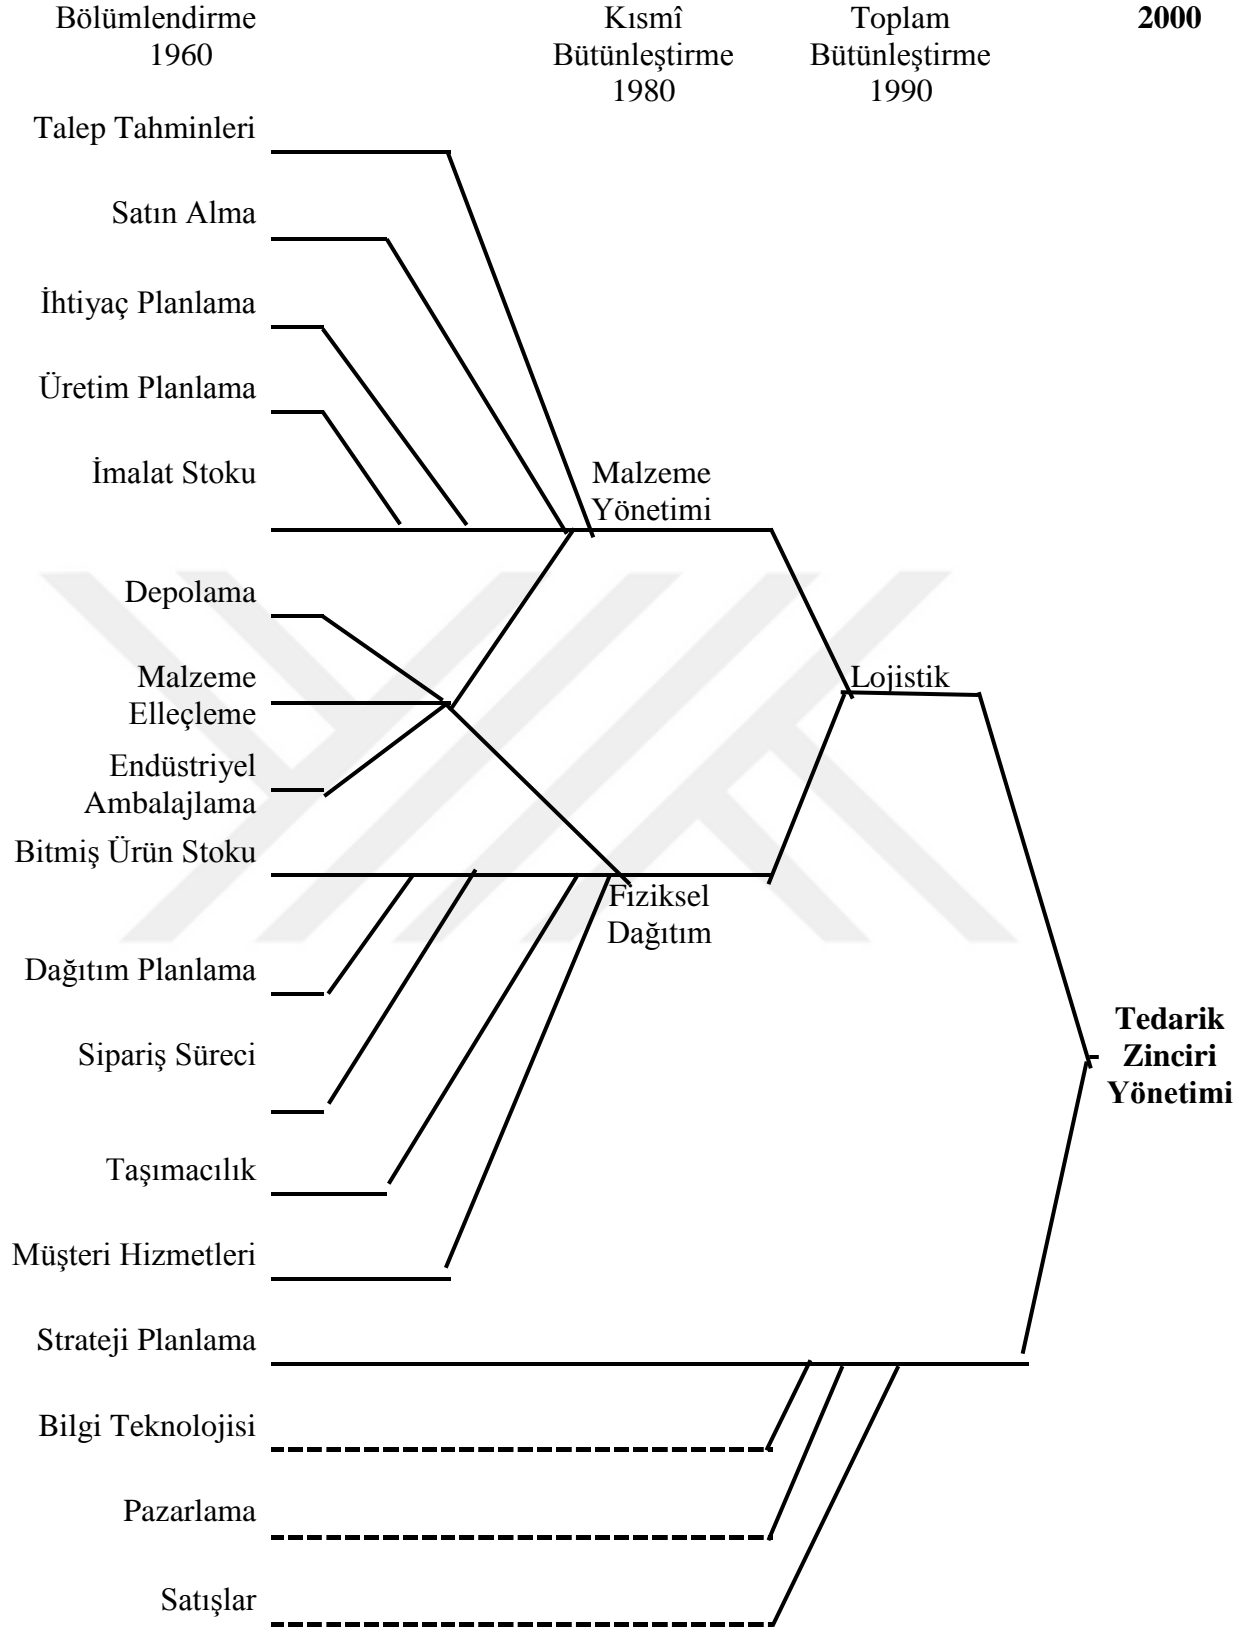 Bölümlendirme
1960
Kısmî
Bütünleştirme
1980
Toplam
Bütünleştirme
1990
2000
Talep Tahminleri
Satın Alma
İhtiyaç Planlama
Üretim Planlama
İmalat Stoku
Malzeme
Yönetimi
Depolama
Malzeme
Elleçleme
Lojistik
Endüstriyel
Ambalajlama
Bitmiş Ürün Stoku
Fiziksel
Dağıtım
Dağıtım Planlama
Sipariş Süreci
Tedarik
Zinciri
Yönetimi
Taşımacılık
Müşteri Hizmetleri
Strateji Planlama
Bilgi Teknolojisi
Pazarlama
Satışlar